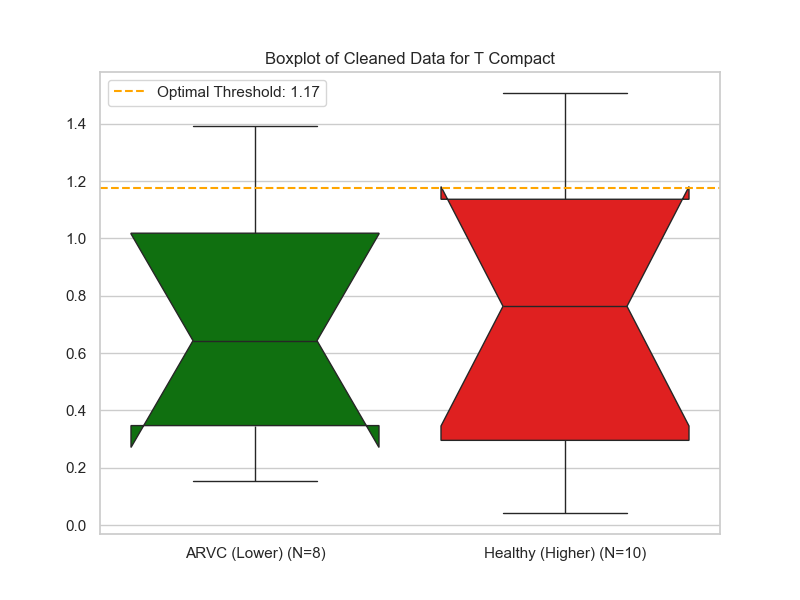 Boxplot of Cleaned Data for T Compact
Optimal Threshold: 1.17
1.4
1.2
1.0
0.8
0.6
0.4
0.2
0.0
ARVC (Lower) (N=8)
Healthy (Higher) (N=10)